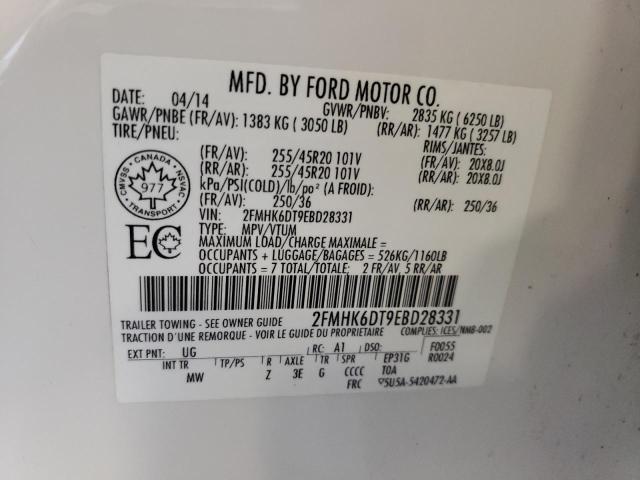 MFD. BY FORD MOTOR CO.
DATE: 04/14 GVWR/PNBV: 2835 KG ( 6250 LB)
GAWR/PNBE (FR/AV): 1383 KG ( 3050 LB) (RR/AR): 1477 KG ( 3257 LB)
TIRE/PNEU: RIMS/JANTES:
(FR/AV): 255/45R20 101V (FR/AV): 20X8.0J
(RR/AR): 255/45R20 101V (RR/AR): 20X8.0J
kPa/PSI(COLD)/lb/po² (A FROID):
(FR/AV): 250/36 (RR/AR): 250/36
CANADA
CMVSS 977 NSVAC
TRANSPORT
VIN: 2FMHK6DT9EBD28331
TYPE: MPV/VTUM
EC
MAXIMUM LOAD/CHARGE MAXIMALE =
OCCUPANTS + LUGGAGE/BAGAGES = 526KG/1160LB
OCCUPANTS = 7 TOTAL/TOTALE: 2 FR/AV, 5 RR/AR
2FMHK6DT9EBD28331
TRAILER TOWING - SEE OWNER GUIDE
TRACTION D'UNE REMORQUE - VOIR LE GUIDE DU PROPRIETAIRE COMPLIES: ICES/NMB-002
EXT PNT: UG RC: A1 DSO: F0055
INT TR TP/PS R AXLE TR SPR EP31G R0024
MW Z 3E G CCCC TOA
FRC 5U5A-5420472-AA